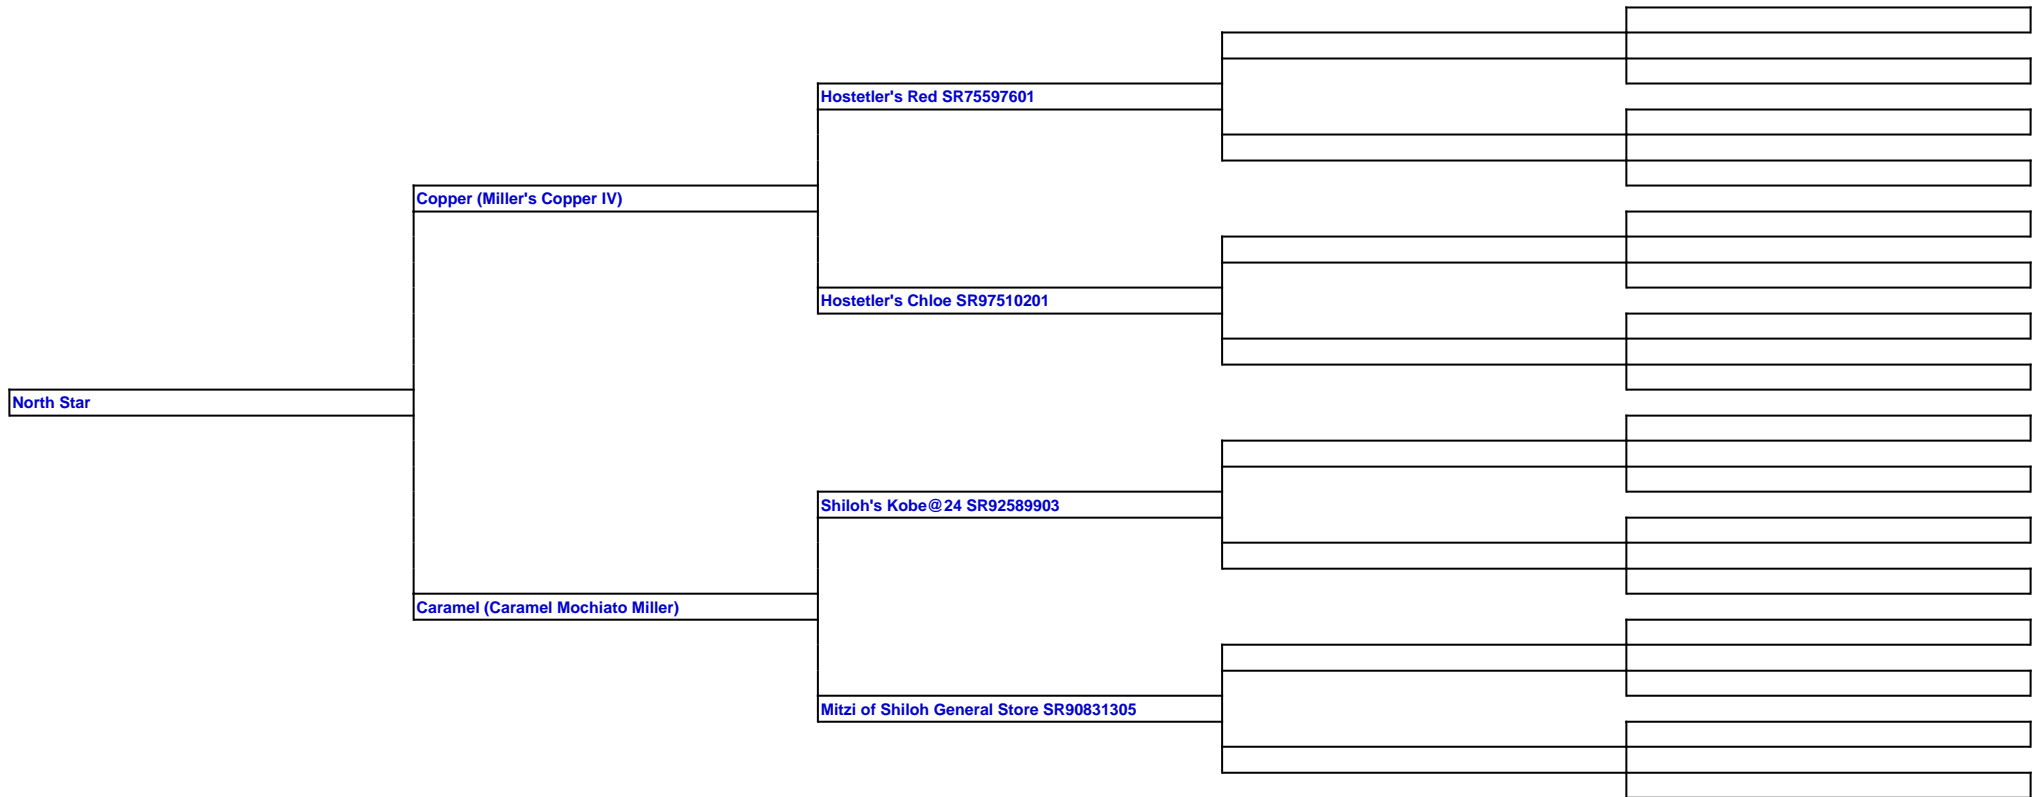 Hostetler's Red SR75597601
Copper (Miller's Copper IV)
Hostetler's Chloe SR97510201
North Star
Shiloh's Kobe@24 SR92589903
Caramel (Caramel Mochiato Miller)
Mitzi of Shiloh General Store SR90831305